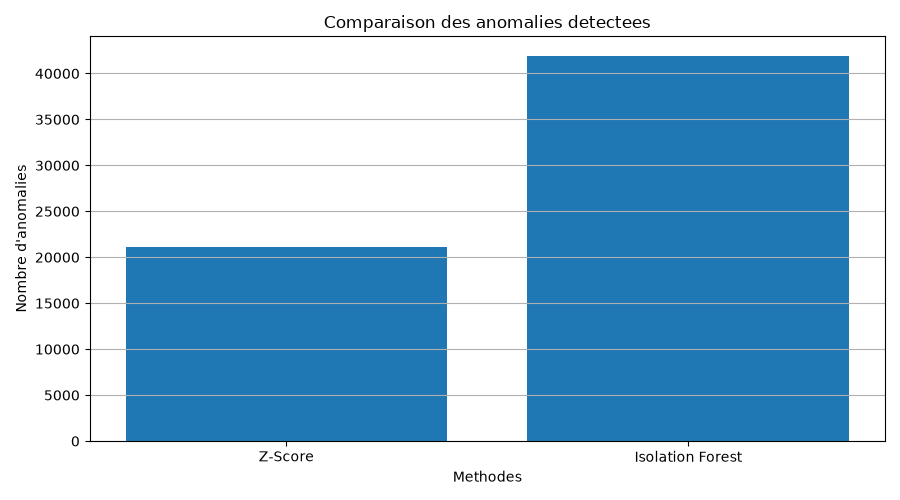 Comparaison des anomalies detectees
Nombre d'anomalies
40000
35000
30000
25000
20000
15000
10000
5000
0
Z-Score
Isolation Forest
Methodes